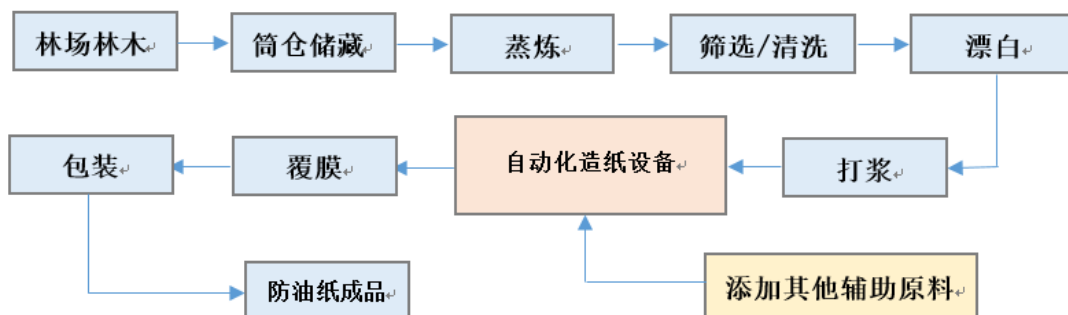 林场林木
筒仓储藏
蒸炼
筛选/清洗
漂白
打浆
自动化造纸设备
覆膜
包装
防油纸成品
添加其他辅助原料